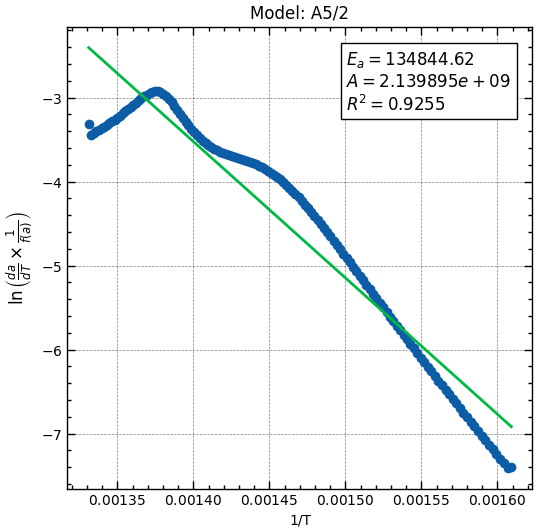 Model: A5/2
E_a = 134844.62
A = 2.139895e + 09
R^2 = 0.9255
−3
−4
−5
−6
−7
ln(da/dT × 1/f(a))
0.00135 0.00140 0.00145 0.00150 0.00155 0.00160
1/T